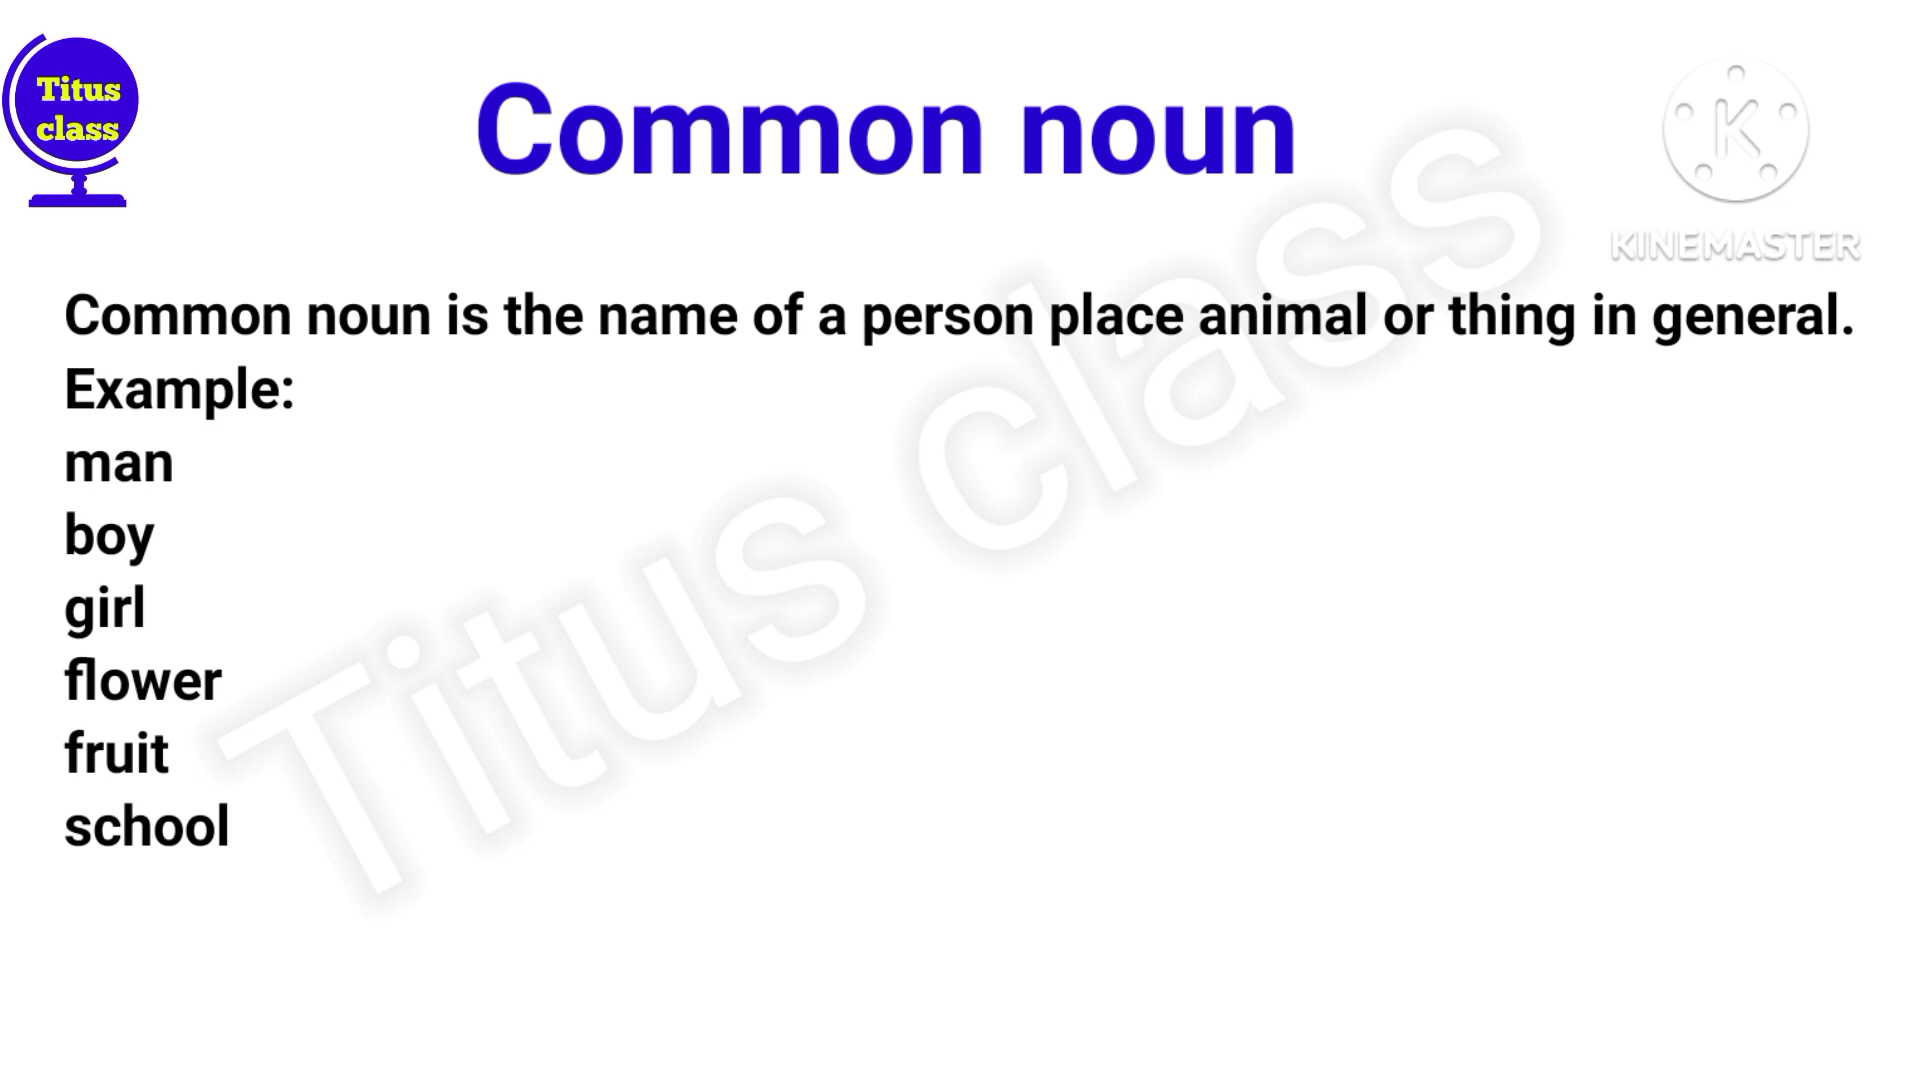 Titus
class
Common noun
K
KINEMASTER
Common noun is the name of a person place animal or thing in general.
Example:
man
boy
girl
flower
fruit
school
Titus class